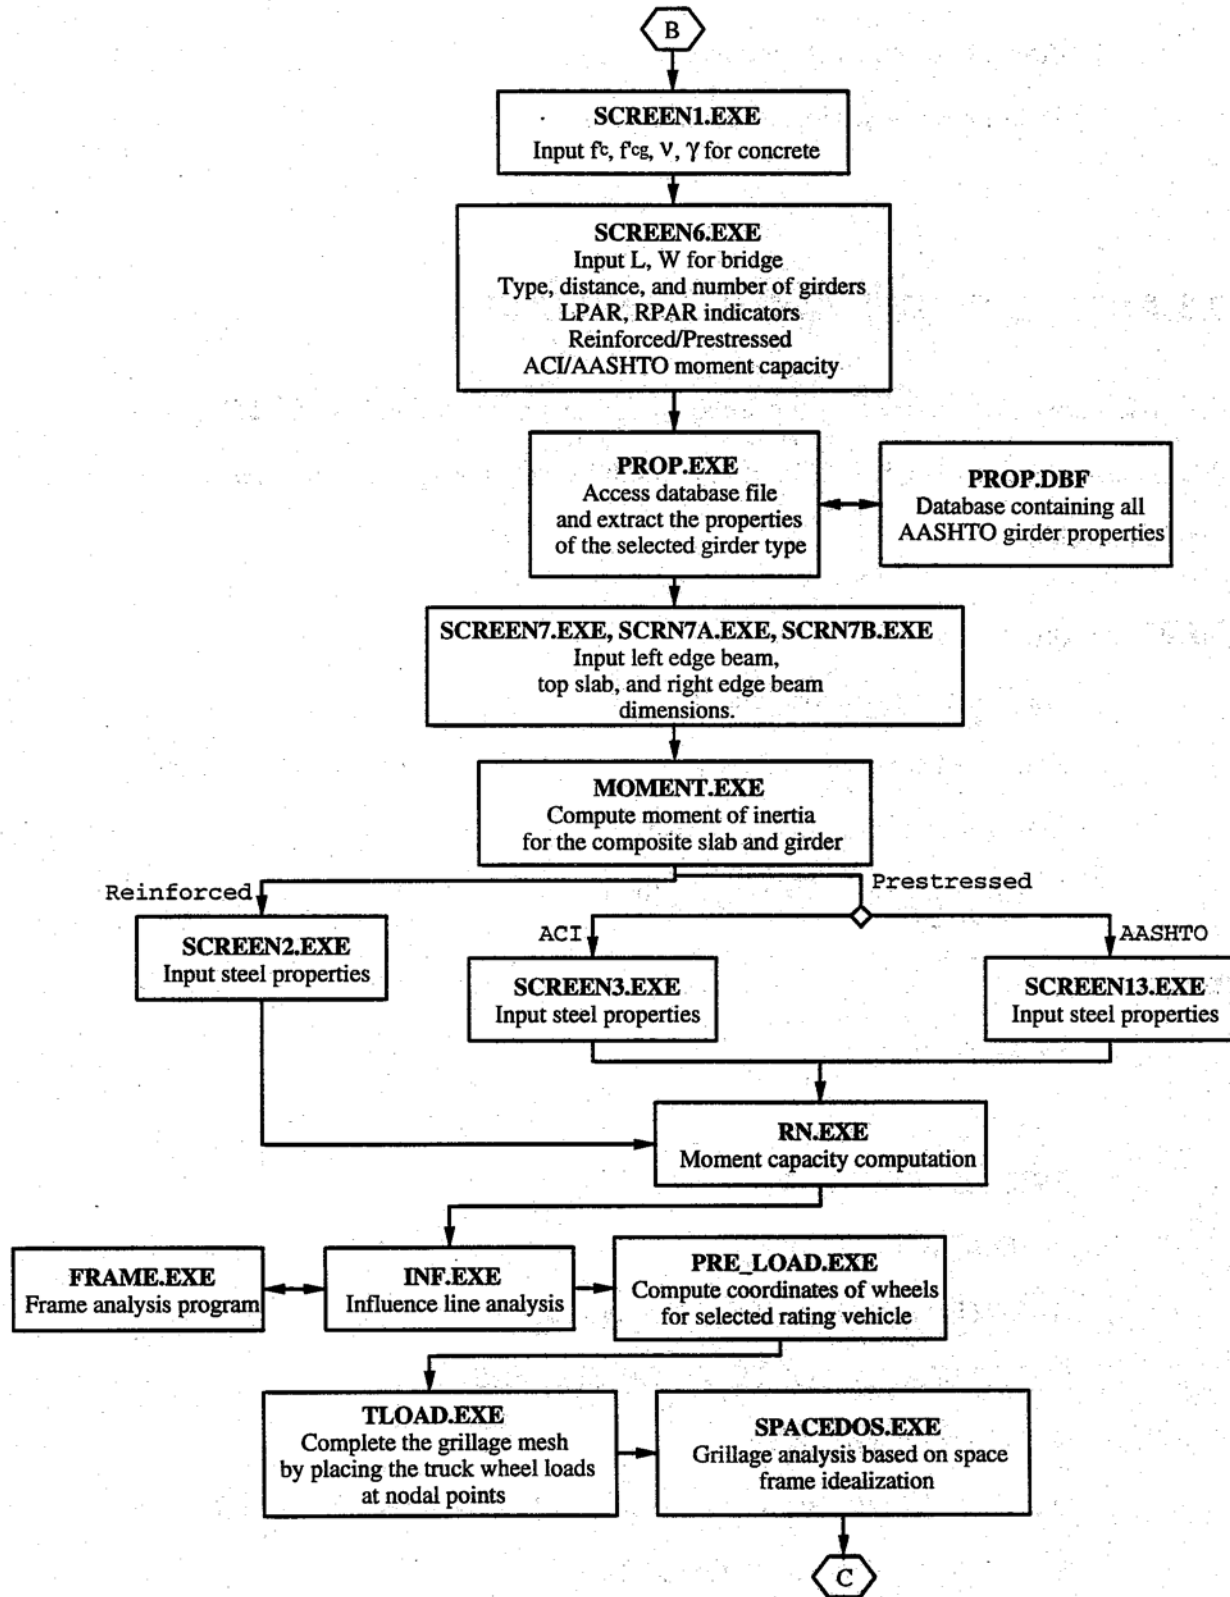 B
SCREEN1.EXE
Input f'c, f'cg, ν, γ for concrete
SCREEN6.EXE
Input L, W for bridge
Type, distance, and number of girders
LPAR, RPAR indicators
Reinforced/Prestressed
ACI/AASHTO moment capacity
PROP.EXE
Access database file
and extract the properties
of the selected girder type
PROP.DBF
Database containing all
AASHTO girder properties
SCREEN7.EXE, SCRN7A.EXE, SCRN7B.EXE
Input left edge beam,
top slab, and right edge beam
dimensions.
MOMENT.EXE
Compute moment of inertia
for the composite slab and girder
Reinforced
Prestressed
SCREEN2.EXE
Input steel properties
ACI
AASHTO
SCREEN3.EXE
Input steel properties
SCREEN13.EXE
Input steel properties
RN.EXE
Moment capacity computation
FRAME.EXE
Frame analysis program
INF.EXE
Influence line analysis
PRE_LOAD.EXE
Compute coordinates of wheels
for selected rating vehicle
TLOAD.EXE
Complete the grillage mesh
by placing the truck wheel loads
at nodal points
SPACEDOS.EXE
Grillage analysis based on space
frame idealization
C